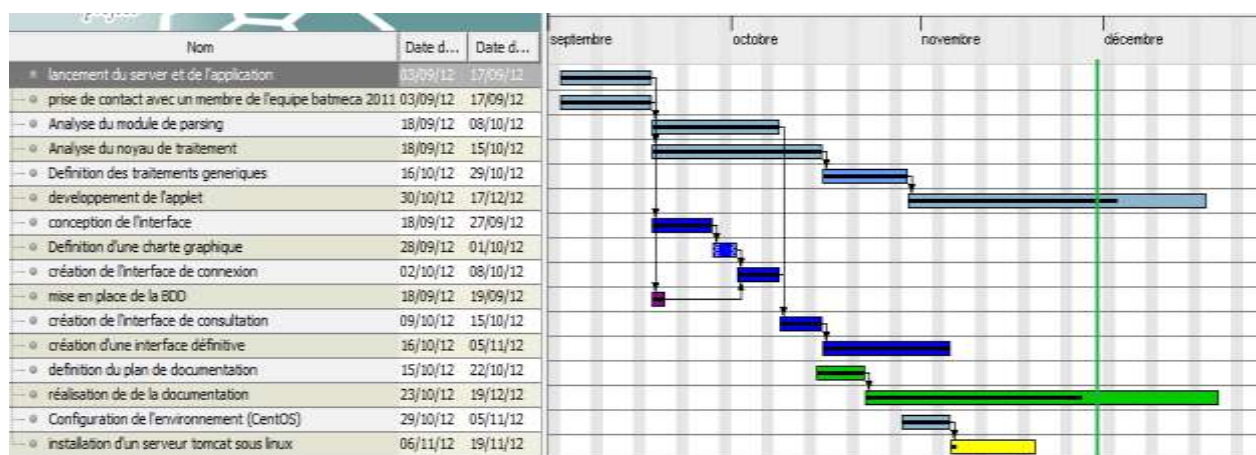 project
septembre octobre novembre décembre
Nom Date d... Date d...
lancement du server et de l'application 03/09/12 17/09/12
prise de contact avec un membre de l'equipe batmeca 2011 03/09/12 17/09/12
Analyse du module de parsing 18/09/12 08/10/12
Analyse du noyau de traitement 18/09/12 15/10/12
Definition des traitements generiques 16/10/12 29/10/12
developpement de l'applet 30/10/12 17/12/12
conception de l'interface 18/09/12 27/09/12
Definition d'une charte graphique 28/09/12 01/10/12
création de l'interface de connexion 02/10/12 08/10/12
mise en place de la BDD 18/09/12 19/09/12
création de l'interface de consultation 09/10/12 15/10/12
création d'une interface définitive 16/10/12 05/11/12
definition du plan de documentation 15/10/12 22/10/12
réalisation de de la documentation 23/10/12 19/12/12
Configuration de l'environnement (CentOS) 29/10/12 05/11/12
installation d'un serveur tomcat sous linux 06/11/12 19/11/12